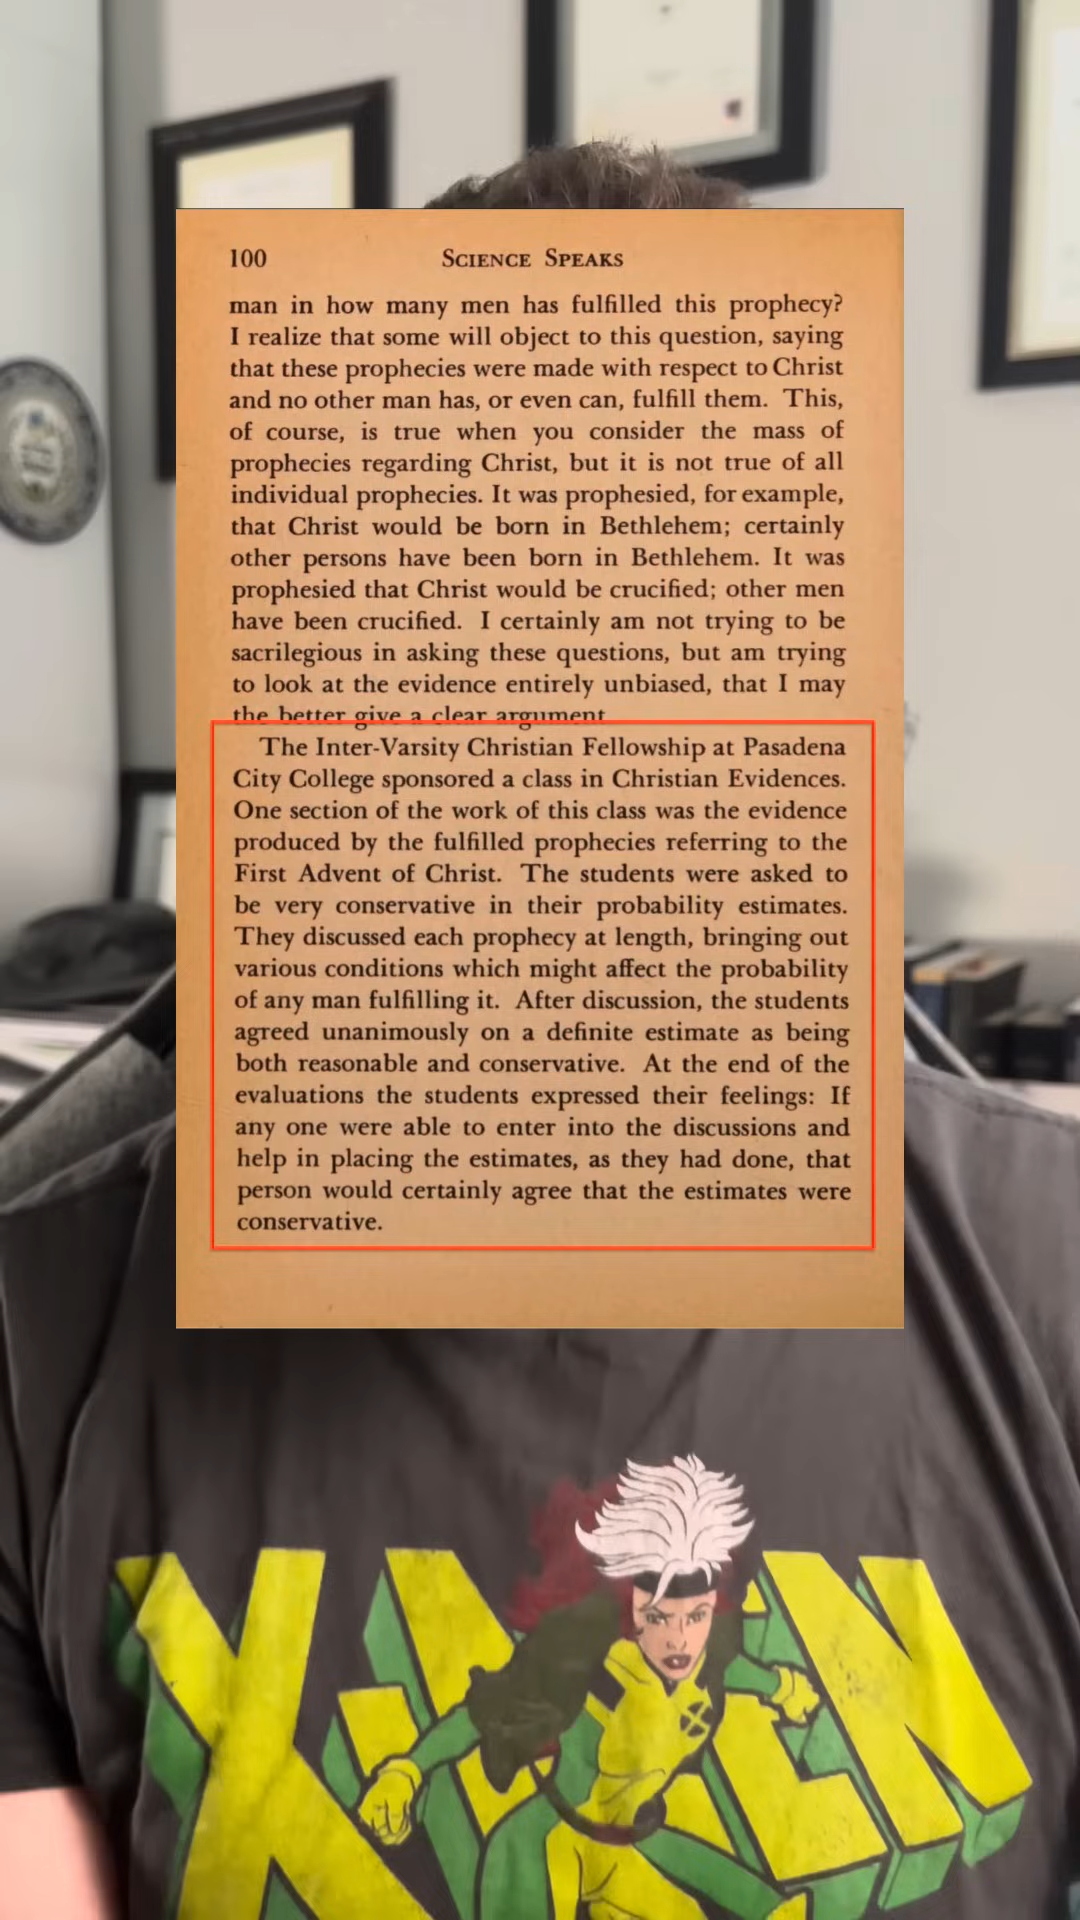 100 SCIENCE SPEAKS
man in how many men has fulfilled this prophecy?
I realize that some will object to this question, saying
that these prophecies were made with respect to Christ
and no other man has, or even can, fulfill them. This,
of course, is true when you consider the mass of
prophecies regarding Christ, but it is not true of all
individual prophecies. It was prophesied, for example,
that Christ would be born in Bethlehem; certainly
other persons have been born in Bethlehem. It was
prophesied that Christ would be crucified; other men
have been crucified. I certainly am not trying to be
sacrilegious in asking these questions, but am trying
to look at the evidence entirely unbiased, that I may
the better give a clear argument
The Inter-Varsity Christian Fellowship at Pasadena
City College sponsored a class in Christian Evidences.
One section of the work of this class was the evidence
produced by the fulfilled prophecies referring to the
First Advent of Christ. The students were asked to
be very conservative in their probability estimates.
They discussed each prophecy at length, bringing out
various conditions which might affect the probability
of any man fulfilling it. After discussion, the students
agreed unanimously on a definite estimate as being
both reasonable and conservative. At the end of the
evaluations the students expressed their feelings: If
any one were able to enter into the discussions and
help in placing the estimates, as they had done, that
person would certainly agree that the estimates were
conservative.
X-MEN